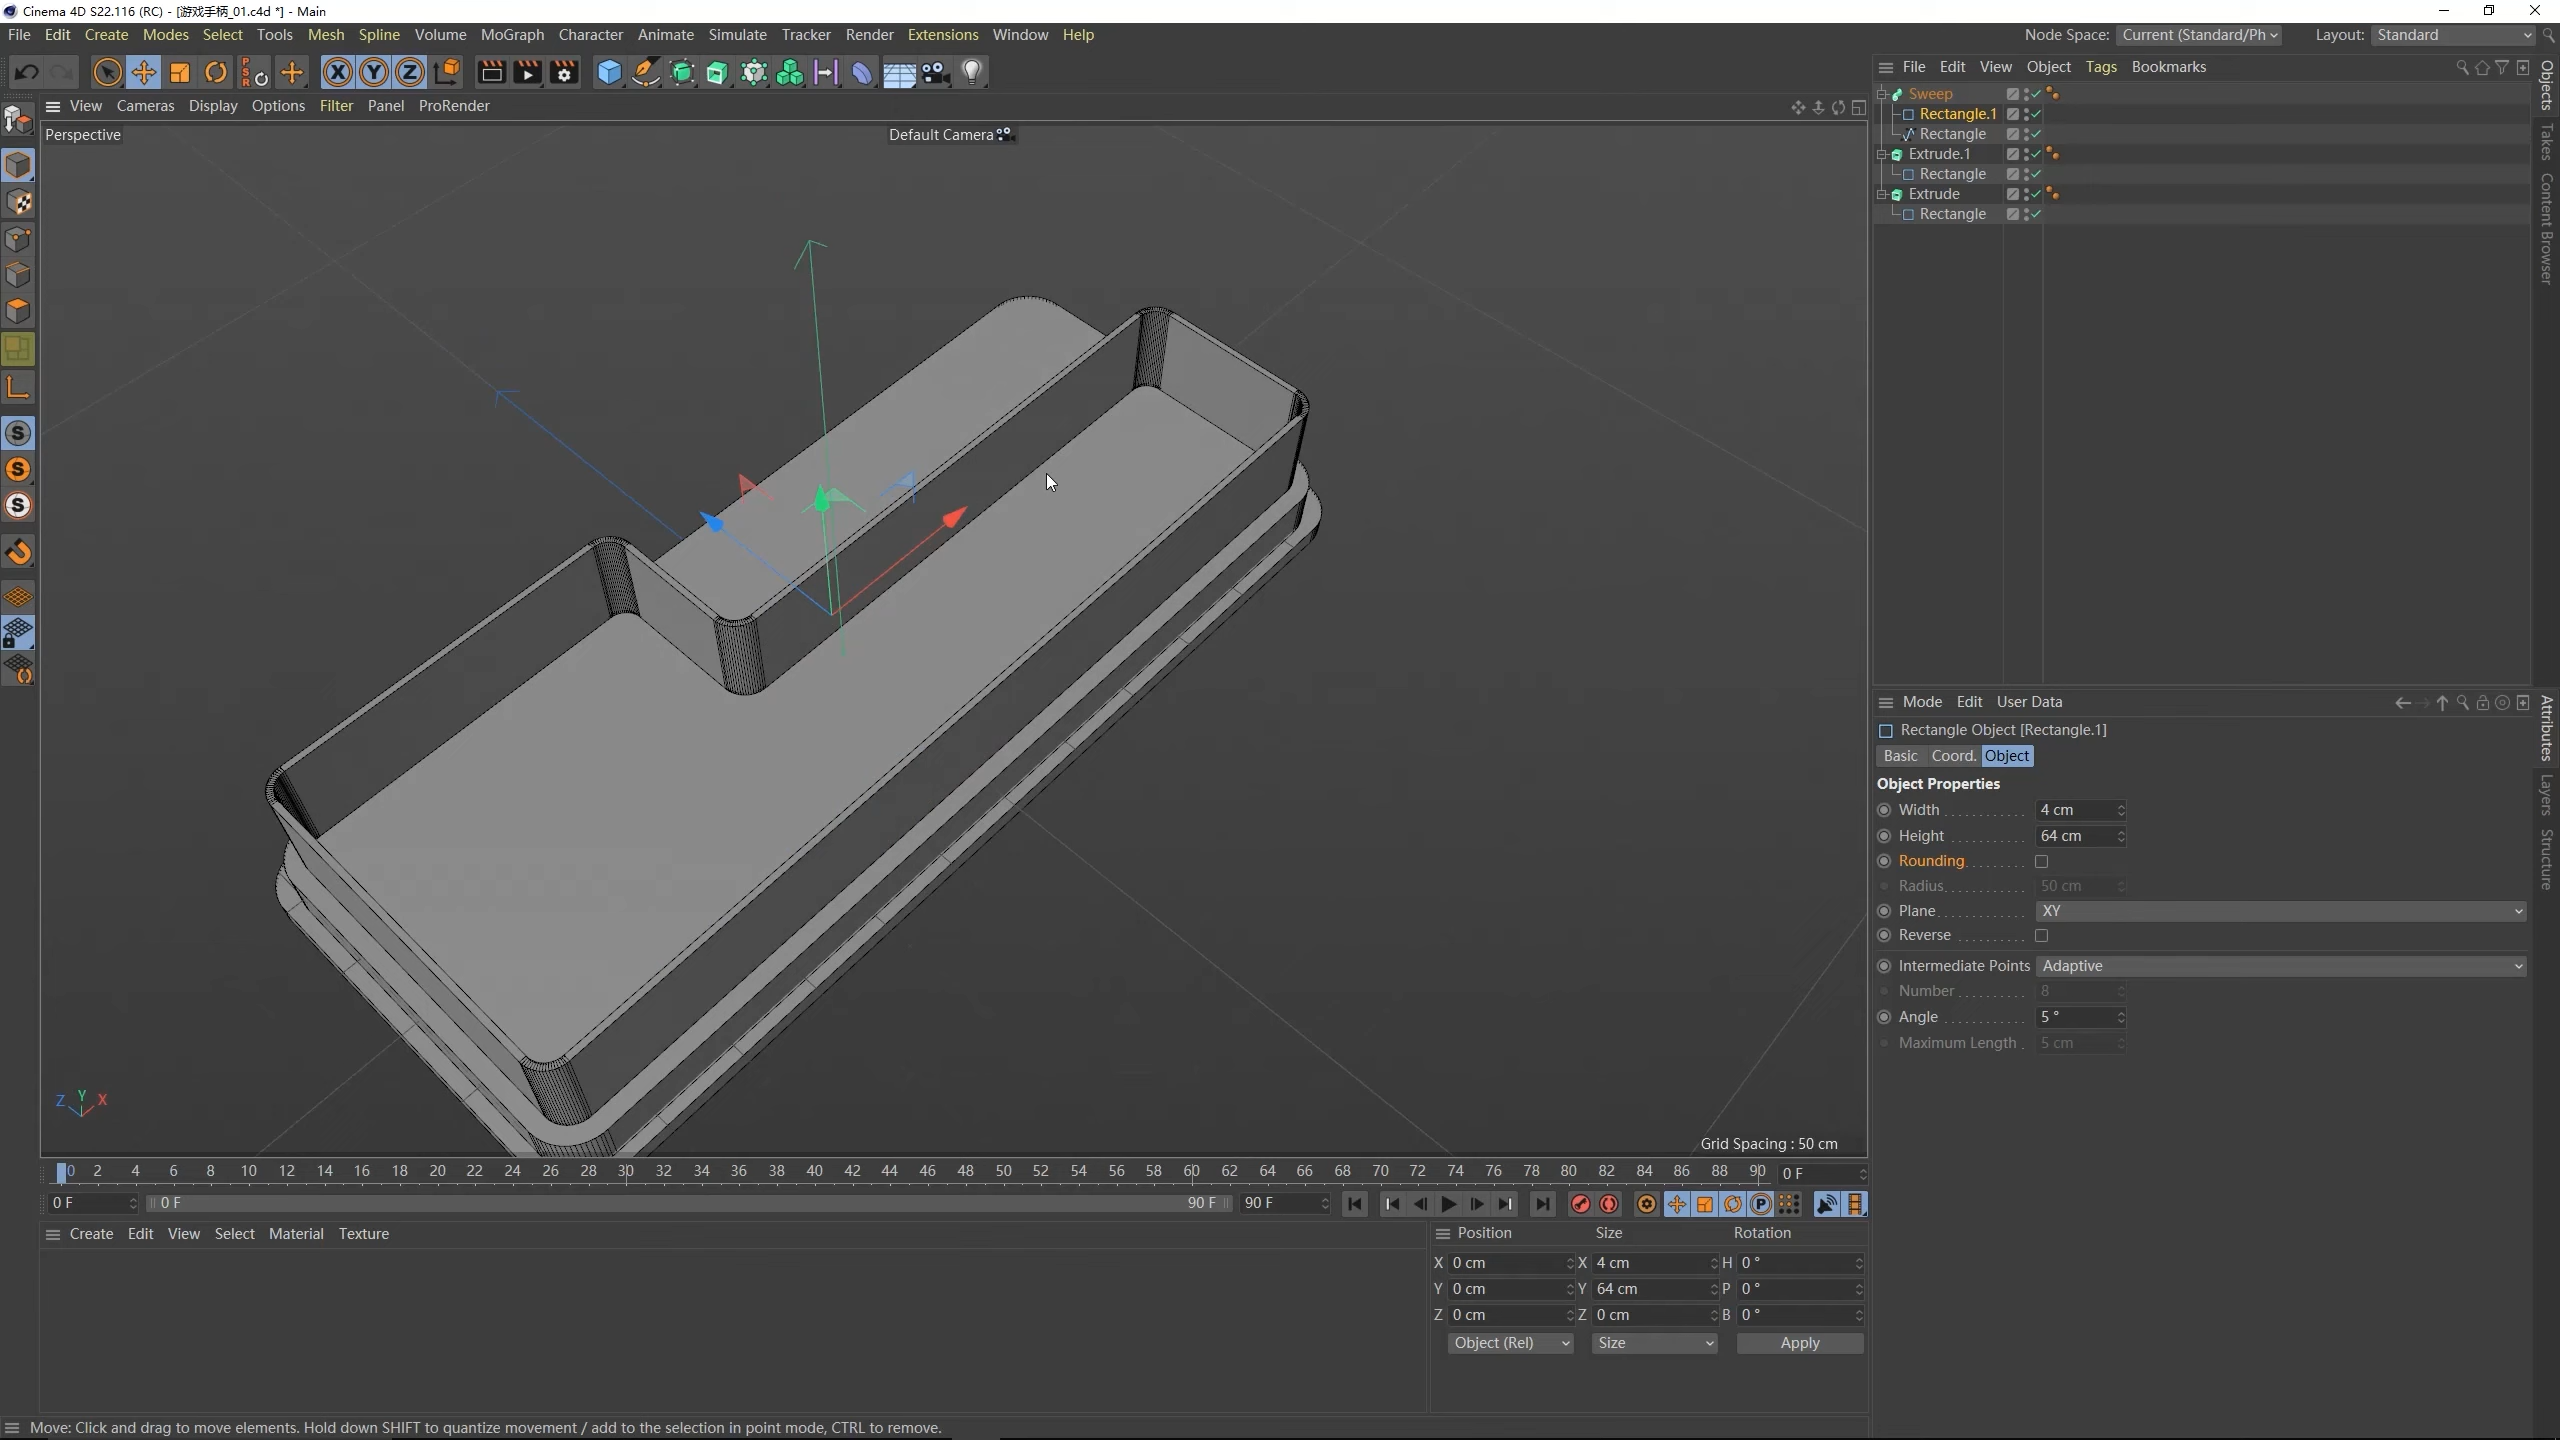 Cinema 4D S22.116 (RC) - [游戏手柄_01.c4d *] - Main
File Edit Create Modes Select Tools Mesh Spline Volume MoGraph Character Animate Simulate Tracker Render Extensions Window Help
Node Space: Current (Standard/Ph Layout: Standard
PSR X Y Z
View Cameras Display Options Filter Panel ProRender
Perspective
Default Camera
S
S
S
Z Y X
Grid Spacing : 50 cm
File Edit View Object Tags Bookmarks
Sweep
Rectangle.1
Rectangle
Extrude.1
Rectangle
Extrude
Rectangle
Objects
Takes
Content Browser
Mode Edit User Data
Rectangle Object [Rectangle.1]
Basic Coord. Object
Object Properties
Width 4 cm
Height 64 cm
Rounding
Radius 50 cm
Plane XY
Reverse
Intermediate Points Adaptive
Number 8
Angle 5 °
Maximum Length 5 cm
Attributes
Layers
Structure
0 2 4 6 8 10 12 14 16 18 20 22 24 26 28 30 32 34 36 38 40 42 44 46 48 50 52 54 56 58 60 62 64 66 68 70 72 74 76 78 80 82 84 86 88 90 0 F
0 F 0 F 90 F 90 F P
Create Edit View Select Material Texture
Position Size Rotation
X 0 cm X 4 cm H 0 °
Y 0 cm Y 64 cm P 0 °
Z 0 cm Z 0 cm B 0 °
Object (Rel) Size Apply
Move: Click and drag to move elements. Hold down SHIFT to quantize movement / add to the selection in point mode, CTRL to remove.